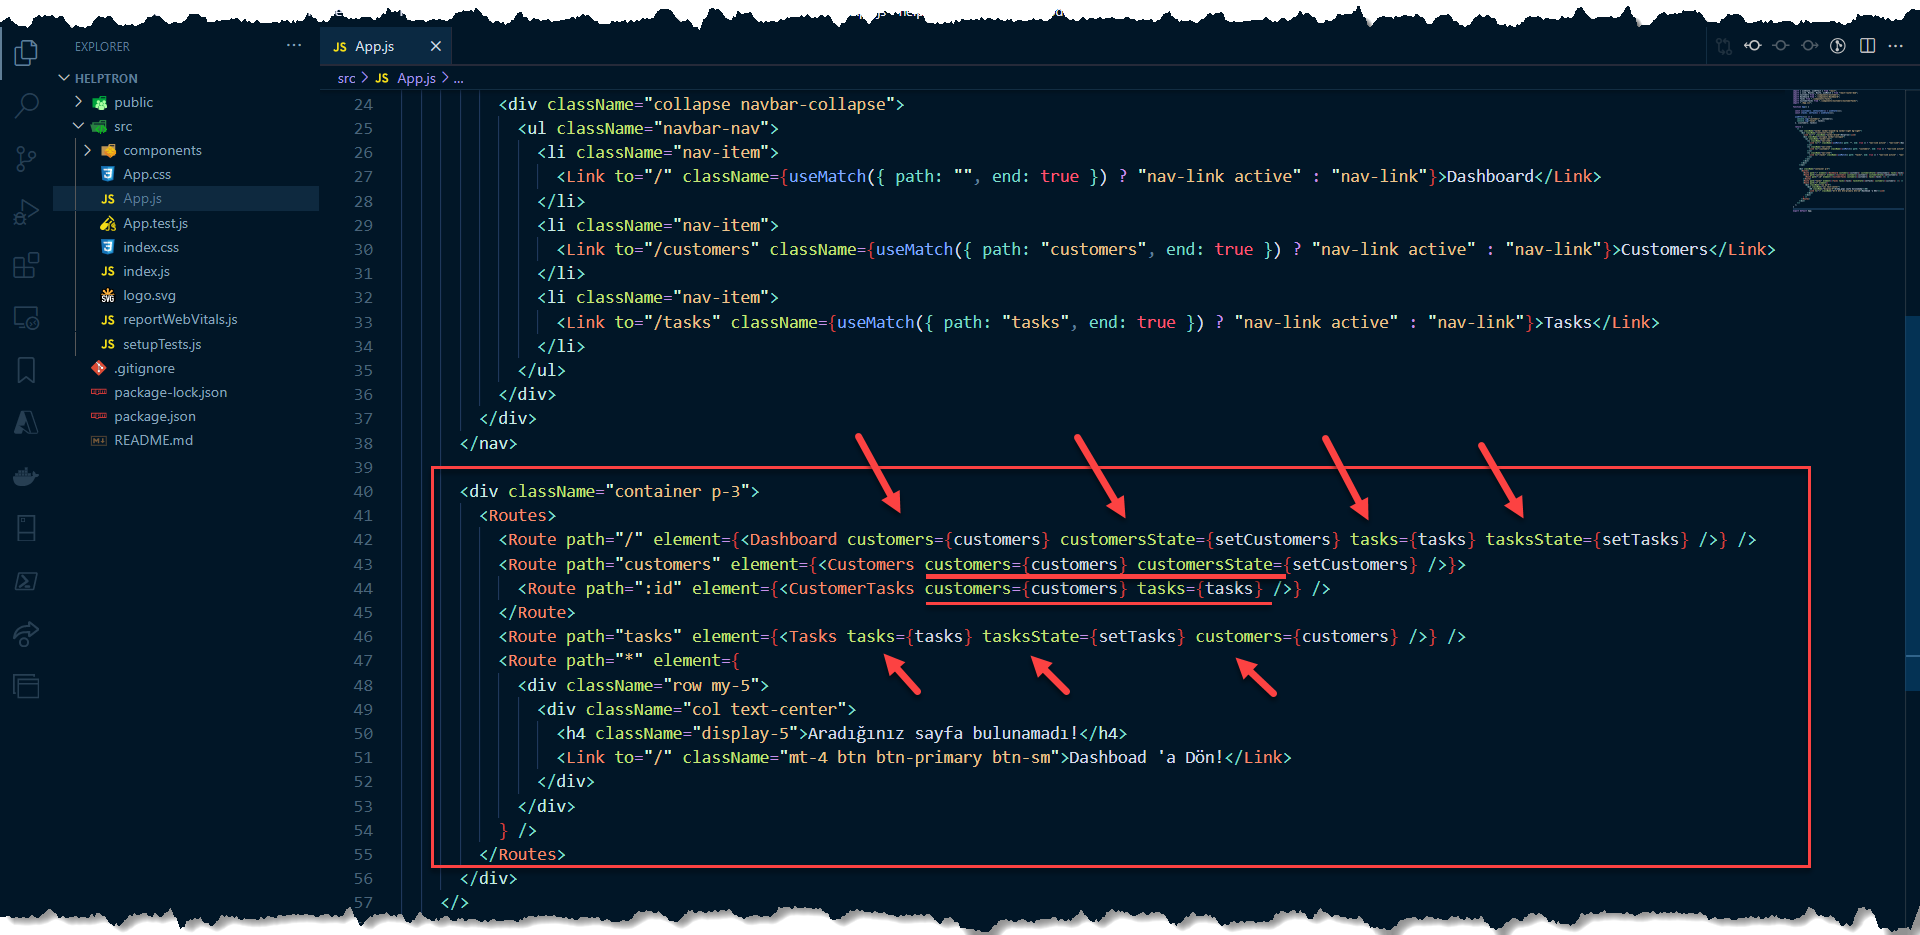 EXPLORER
...
JS App.js
src > JS App.js > ...
HELPTRON
public
src
components
App.css
JS App.js
App.test.js
index.css
JS index.js
SVG logo.svg
JS reportWebVitals.js
JS setupTests.js
.gitignore
package-lock.json
package.json
README.md
24 <div className="collapse navbar-collapse">
25 <ul className="navbar-nav">
26 <li className="nav-item">
27 <Link to="/" className={useMatch({ path: "", end: true }) ? "nav-link active" : "nav-link"}>Dashboard</Link>
28 </li>
29 <li className="nav-item">
30 <Link to="/customers" className={useMatch({ path: "customers", end: true }) ? "nav-link active" : "nav-link"}>Customers</Link>
31 </li>
32 <li className="nav-item">
33 <Link to="/tasks" className={useMatch({ path: "tasks", end: true }) ? "nav-link active" : "nav-link"}>Tasks</Link>
34 </li>
35 </ul>
36 </div>
37 </div>
38 </nav>
39
40 <div className="container p-3">
41 <Routes>
42 <Route path="/" element={<Dashboard customers={customers} customersState={setCustomers} tasks={tasks} tasksState={setTasks} />} />
43 <Route path="customers" element={<Customers customers={customers} customersState={setCustomers} />}>
44 <Route path=":id" element={<CustomerTasks customers={customers} tasks={tasks} />} />
45 </Route>
46 <Route path="tasks" element={<Tasks tasks={tasks} tasksState={setTasks} customers={customers} />} />
47 <Route path="*" element={
48 <div className="row my-5">
49 <div className="col text-center">
50 <h4 className="display-5">Aradığınız sayfa bulunamadı!</h4>
51 <Link to="/" className="mt-4 btn btn-primary btn-sm">Dashboad 'a Dön!</Link>
52 </div>
53 </div>
54 } />
55 </Routes>
56 </div>
57 </>